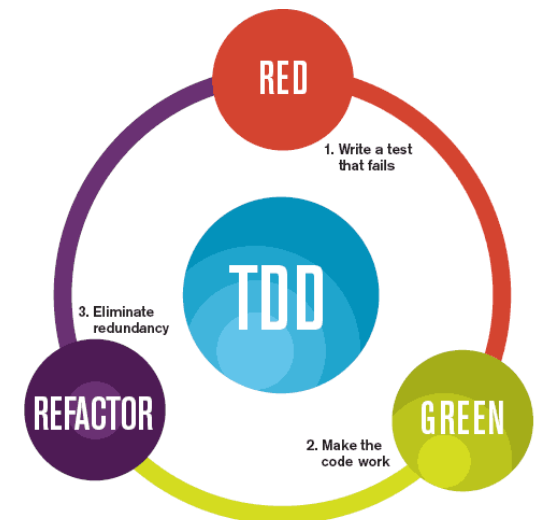 RED
1. Write a test
that fails
TDD
3. Eliminate
redundancy
REFACTOR
GREEN
2. Make the
code work